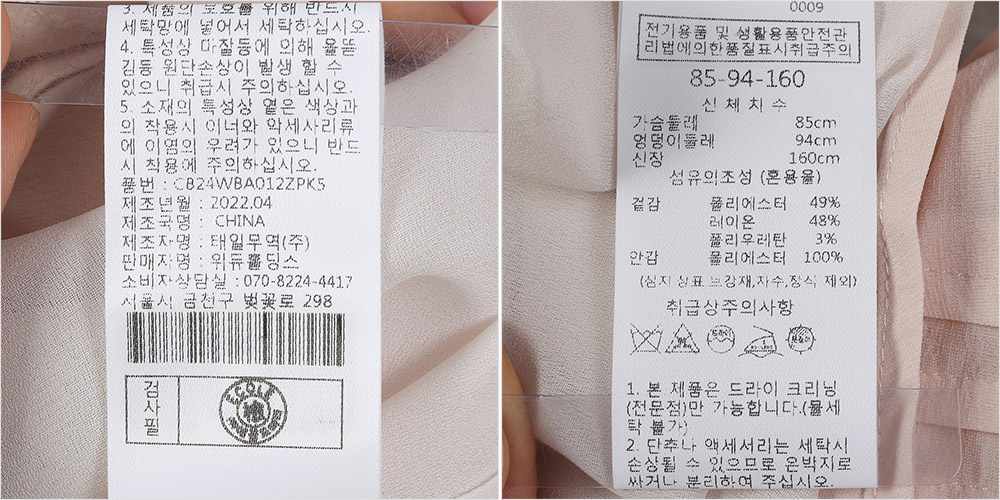 3. 제품의 보호를 위해 반드시
세탁망에 넣어서 세탁하십시오.
4. 특성상 마찰등에 의해 올뜯
김등 원단손상이 발생 할 수
있으니 취급시 주의하십시오.
5. 소재의 특성상 옅은 색상과
의 착용시 이너와 악세사리류
에 이염의 우려가 있으니 반드
시 착용에 주의하십시오.
품번 : CB24WBA012ZPK5
제조년월 : 2022.04
제조국명 : CHINA
제조자명 : 태일무역(주)
판매자명 : 위듀홀딩스
소비자상담실 : 070-8224-4417
서울시 금천구 벚꽃로 298
검사필
0009
전기용품 및 생활용품안전관
리법에의한품질표시취급주의
85-94-160
신체치수
가슴둘레 85cm
엉덩이둘레 94cm
신장 160cm
섬유의조성 (혼용율)
겉감 폴리에스터 49%
레이온 48%
폴리우레탄 3%
안감 폴리에스터 100%
(심지 상표 보강재,자수,장식 제외)
취급상주의사항
드라이
1. 본 제품은 드라이 크리닝
(전문점)만 가능합니다.(물세
탁 불가)
2. 단추나 액세서리는 세탁시
손상될 수 있으므로 은박지로
싸거나 분리하여 주십시오.